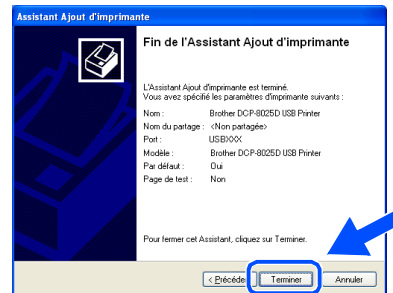 Assistant Ajout d'imprimante
Fin de l'Assistant Ajout d'imprimante
L'Assistant Ajout d'imprimante est terminé.
Vous avez spécifié les paramètres d'imprimante suivants :
Nom : Brother DCP-8025D USB Printer
Nom du partage : <Non partagée>
Port : USBXXX
Modèle : Brother DCP-8025D USB Printer
Par défaut : Oui
Page de test : Non
Pour fermer cet Assistant, cliquez sur Terminer.
< Précéde Terminer Annuler